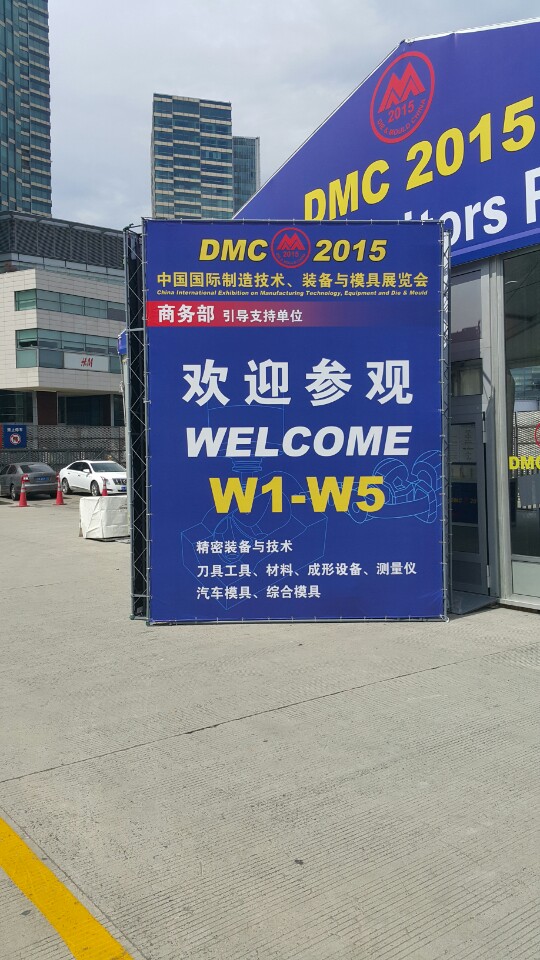 DMC 2015
itors
2015
DMC 2015
中国国际制造技术、装备与模具展览会
China International Exhibition on Manufacturing Technology, Equipment and Die & Mould
商务部 引导支持单位
欢迎参观
WELCOME
W1-W5
精密装备与技术
刀具工具、材料、成形设备、测量仪
汽车模具、综合模具
H&M
DMC